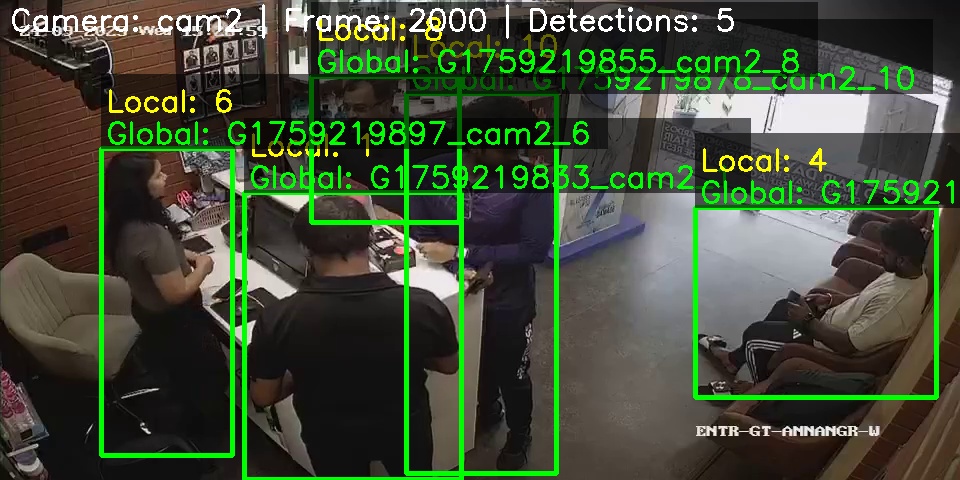 Camera: cam2 | Frame: 2000 | Detections: 5
Local: 8
Local: 10
Global: G1759219855_cam2_8
Global: G1759219878_cam2_10
Local: 6
Global: G1759219897_cam2_6
Local: 1
Global: G1759219833_cam2
Local: 4
Global: G175921
ENTR-GT-ANNANGR-W